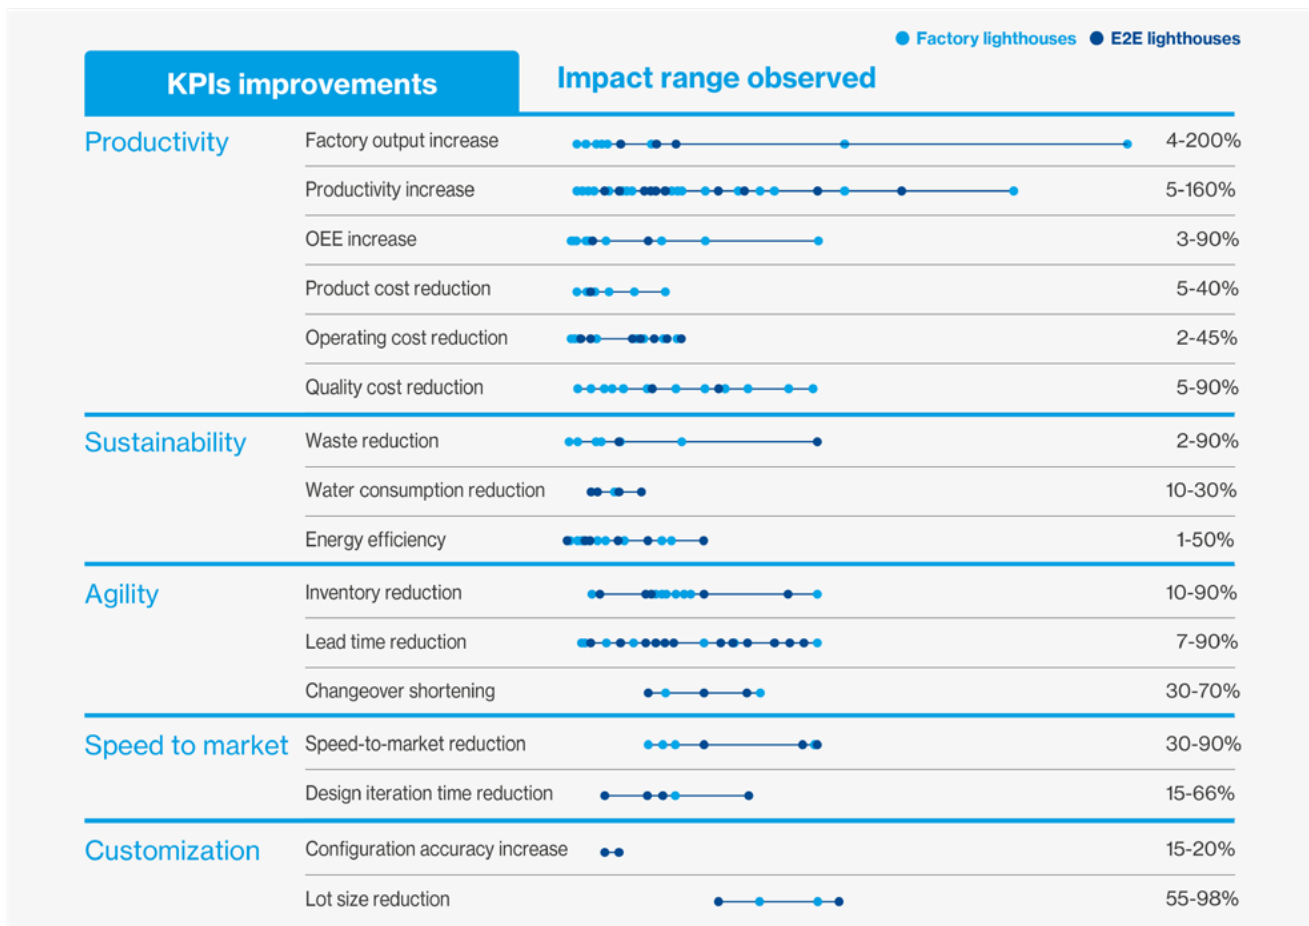 Factory lighthouses E2E lighthouses
KPIs improvements Impact range observed
Productivity Factory output increase 4-200%
Productivity increase 5-160%
OEE increase 3-90%
Product cost reduction 5-40%
Operating cost reduction 2-45%
Quality cost reduction 5-90%
Sustainability Waste reduction 2-90%
Water consumption reduction 10-30%
Energy efficiency 1-50%
Agility Inventory reduction 10-90%
Lead time reduction 7-90%
Changeover shortening 30-70%
Speed to market Speed-to-market reduction 30-90%
Design iteration time reduction 15-66%
Customization Configuration accuracy increase 15-20%
Lot size reduction 55-98%